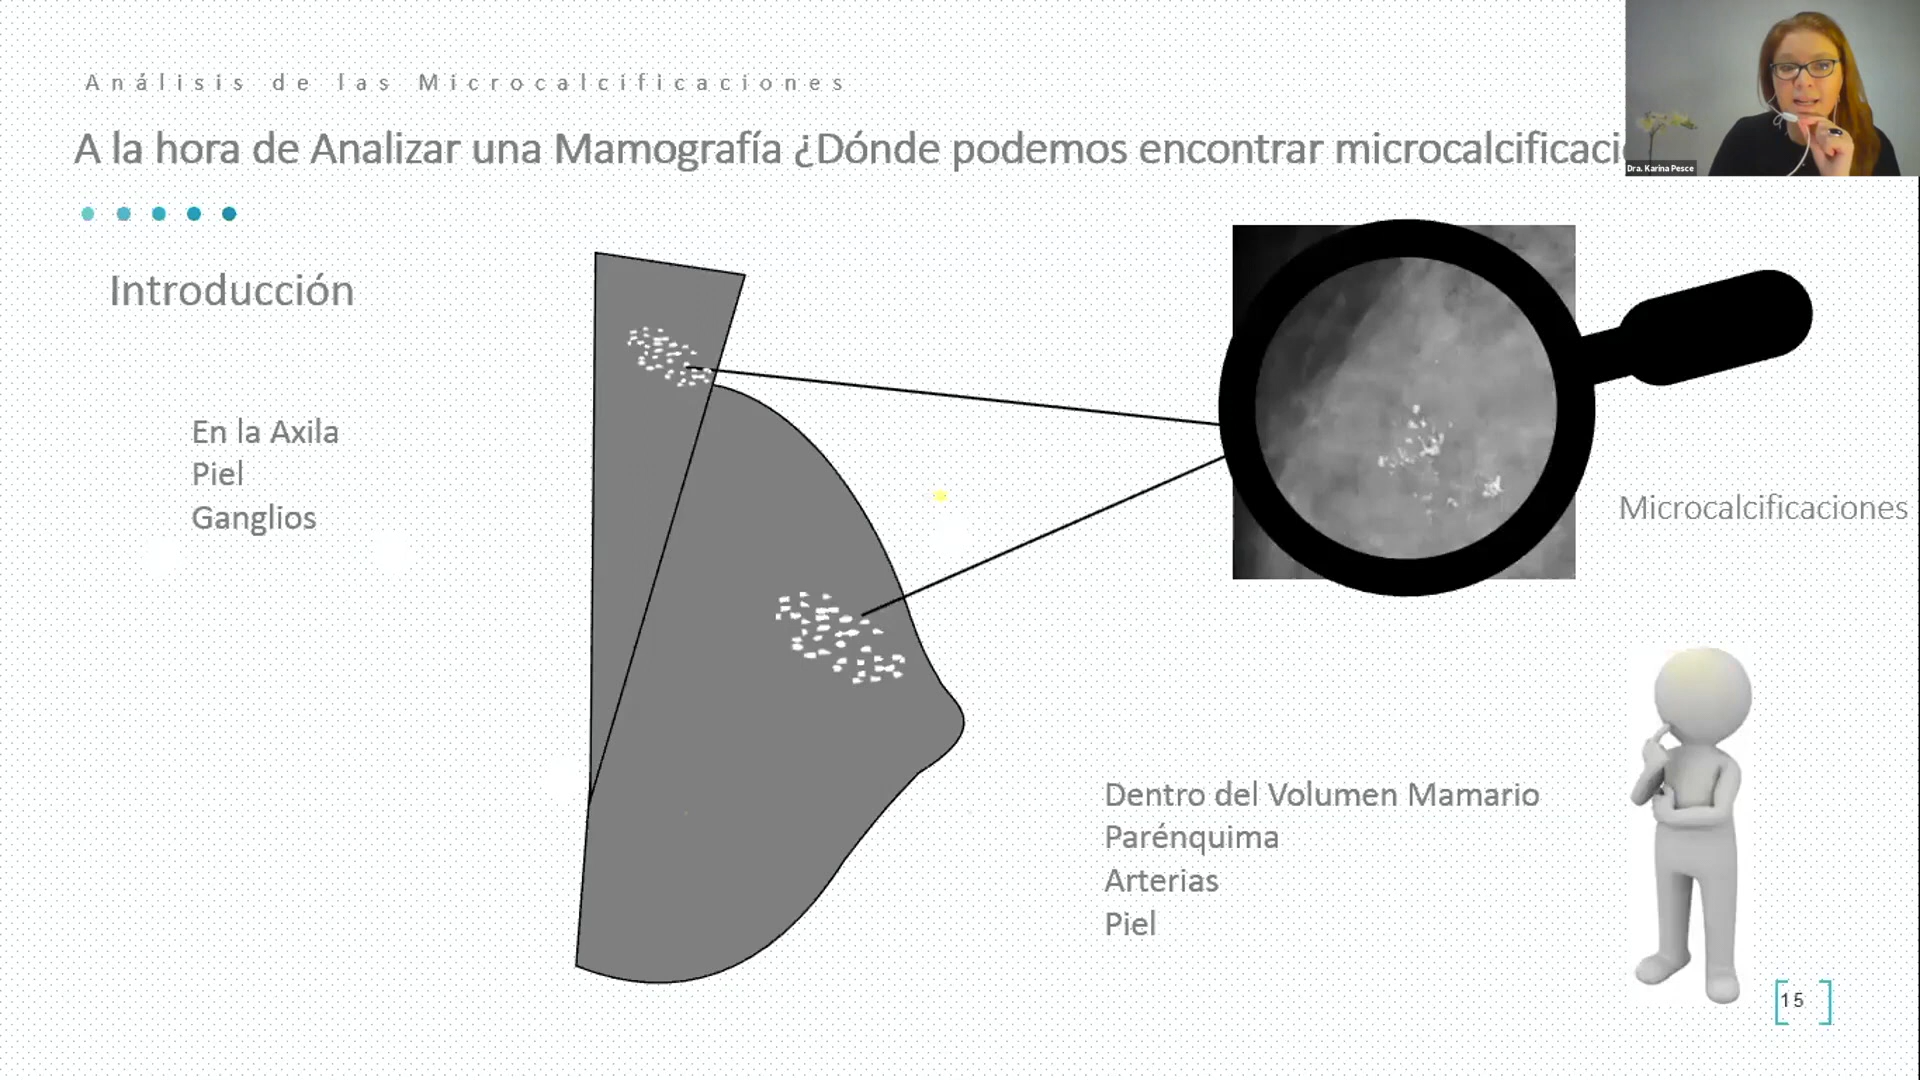 Análisis de las Microcalcificaciones
A la hora de Analizar una Mamografía ¿Dónde podemos encontrar
Dra. Karina Pesce
Introducción
En la Axila
Piel
Ganglios
Microcalcificaciones
Dentro del Volumen Mamario
Parénquima
Arterias
Piel
15